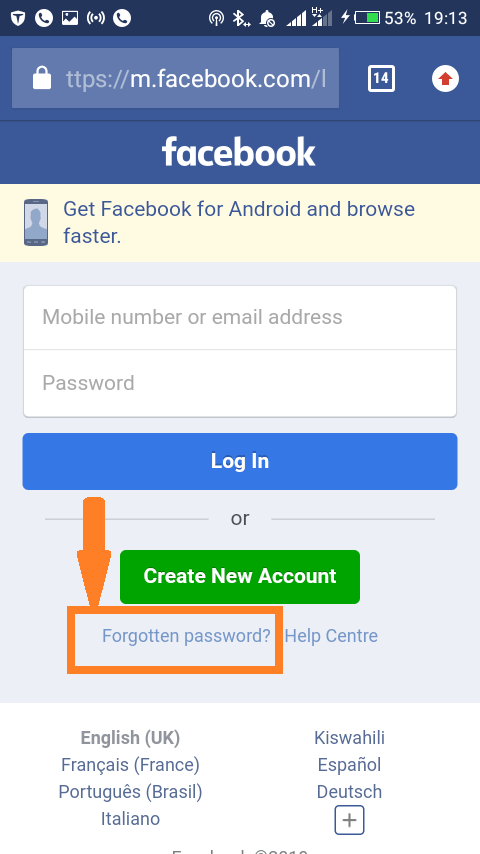 H+
53% 19:13
ttps://m.facebook.com/l
14
facebook
Get Facebook for Android and browse
faster.
Mobile number or email address
Password
Log In
or
Create New Account
Forgotten password? Help Centre
English (UK) Kiswahili
Français (France) Español
Português (Brasil) Deutsch
Italiano